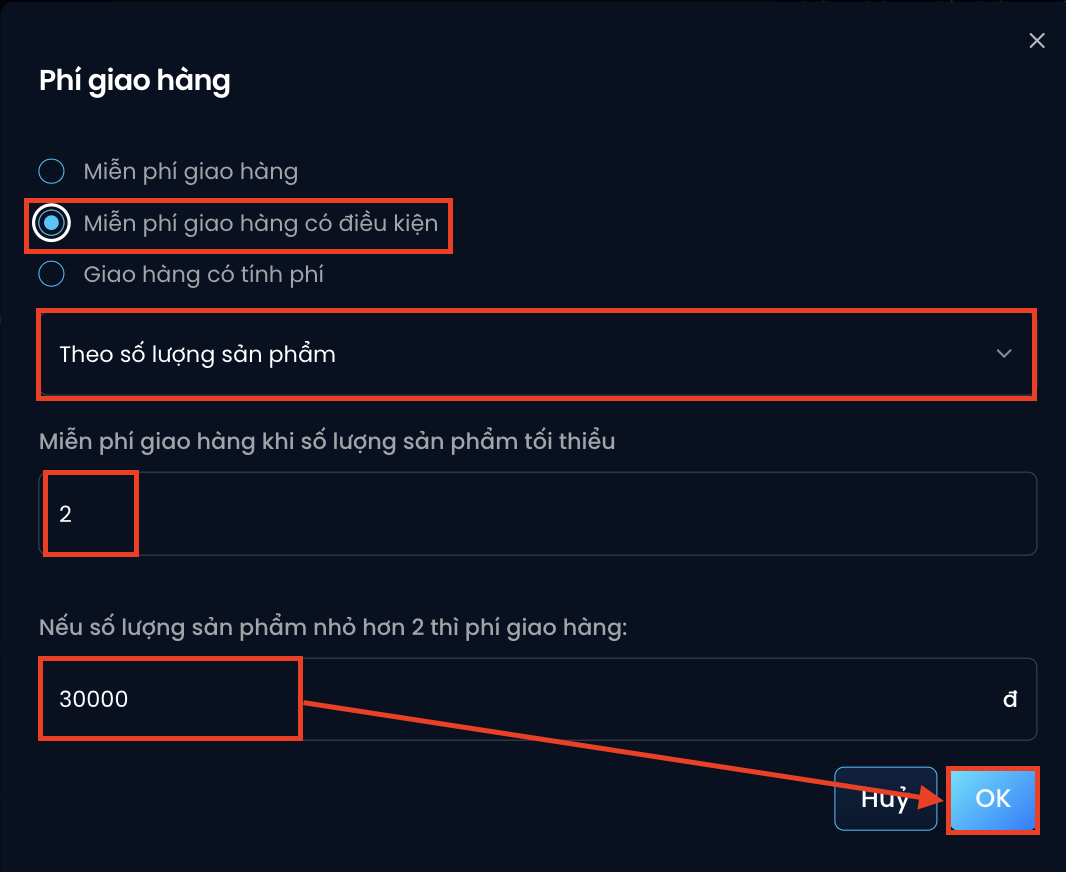 Phí giao hàng
Miễn phí giao hàng
Miễn phí giao hàng có điều kiện
Giao hàng có tính phí
Theo số lượng sản phẩm
Miễn phí giao hàng khi số lượng sản phẩm tối thiểu
2
Nếu số lượng sản phẩm nhỏ hơn 2 thì phí giao hàng:
30000 đ
Huỷ OK